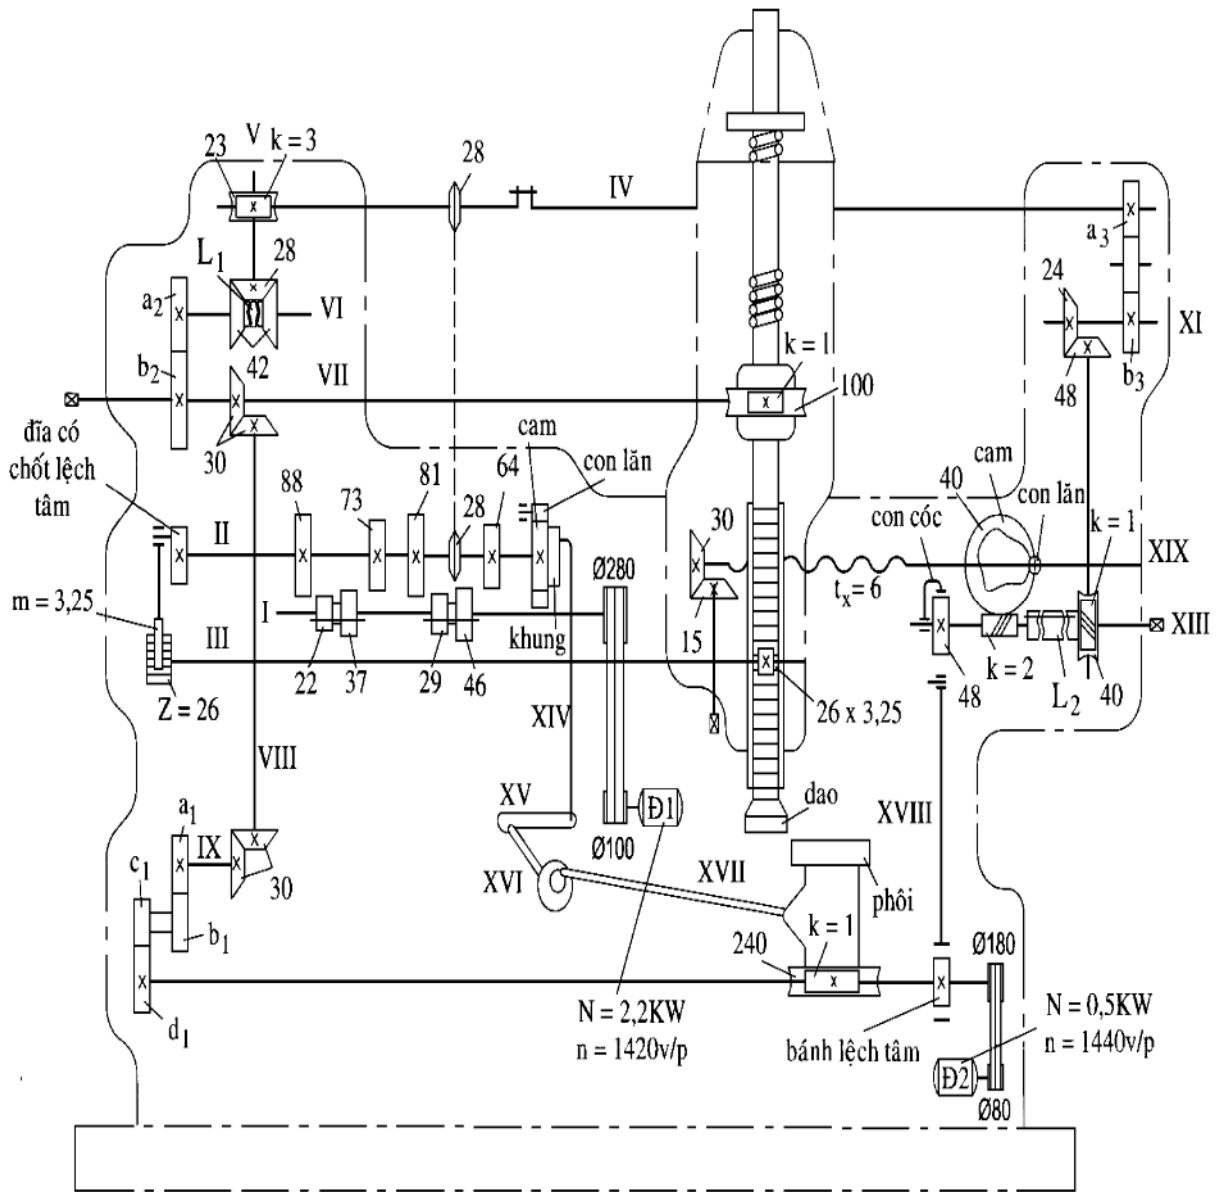 V
23
k = 3
28
IV
a3
L1
28
24
a2
VI
XI
42
k = 1
b2
VII
b3
100
48
đĩa có
chốt lệch
tâm
30
cam
con lăn
cam
88
73
81
64
40
con lăn
con cóc
k = 1
30
II
28
XIX
Ø280
tx = 6
m = 3,25
I
III
khung
15
XIII
k = 2
22
37
29
46
48
L2
40
Z = 26
26 x 3,25
XIV
VIII
XV
Đ1
dao
XVIII
a1
Ø100
IX
c1
XVI
XVII
30
phôi
b1
k = 1
240
Ø180
d1
N = 2,2KW
n = 1420v/p
bánh lệch tâm
N = 0,5KW
n = 1440v/p
Đ2
Ø80